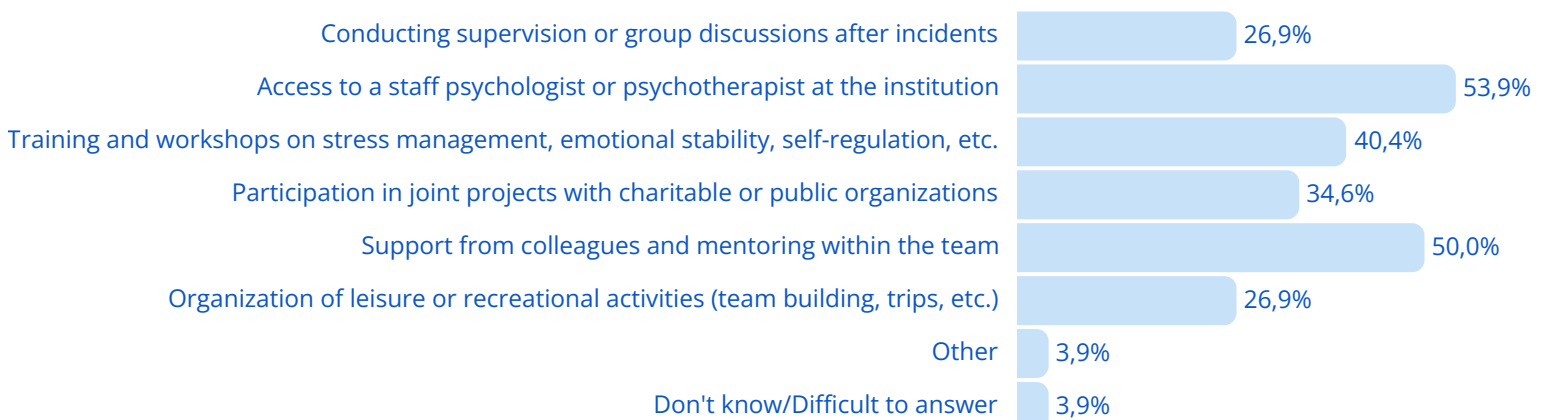 Conducting supervision or group discussions after incidents 26,9%
Access to a staff psychologist or psychotherapist at the institution 53,9%
Training and workshops on stress management, emotional stability, self-regulation, etc. 40,4%
Participation in joint projects with charitable or public organizations 34,6%
Support from colleagues and mentoring within the team 50,0%
Organization of leisure or recreational activities (team building, trips, etc.) 26,9%
Other 3,9%
Don't know/Difficult to answer 3,9%